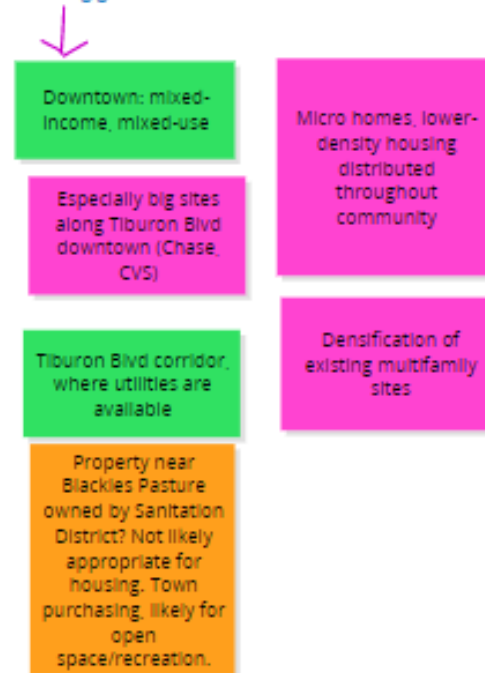 Downtown: mixed-
income, mixed-use
Especially big sites
along Tiburon Blvd
downtown (Chase,
CVS)
Tiburon Blvd corridor,
where utilities are
available
Property near
Blackies Pasture
owned by Sanitation
District? Not likely
appropriate for
housing. Town
purchasing, likely for
open
space/recreation.
Micro homes, lower-
density housing
distributed
throughout
community
Densification of
existing multifamily
sites